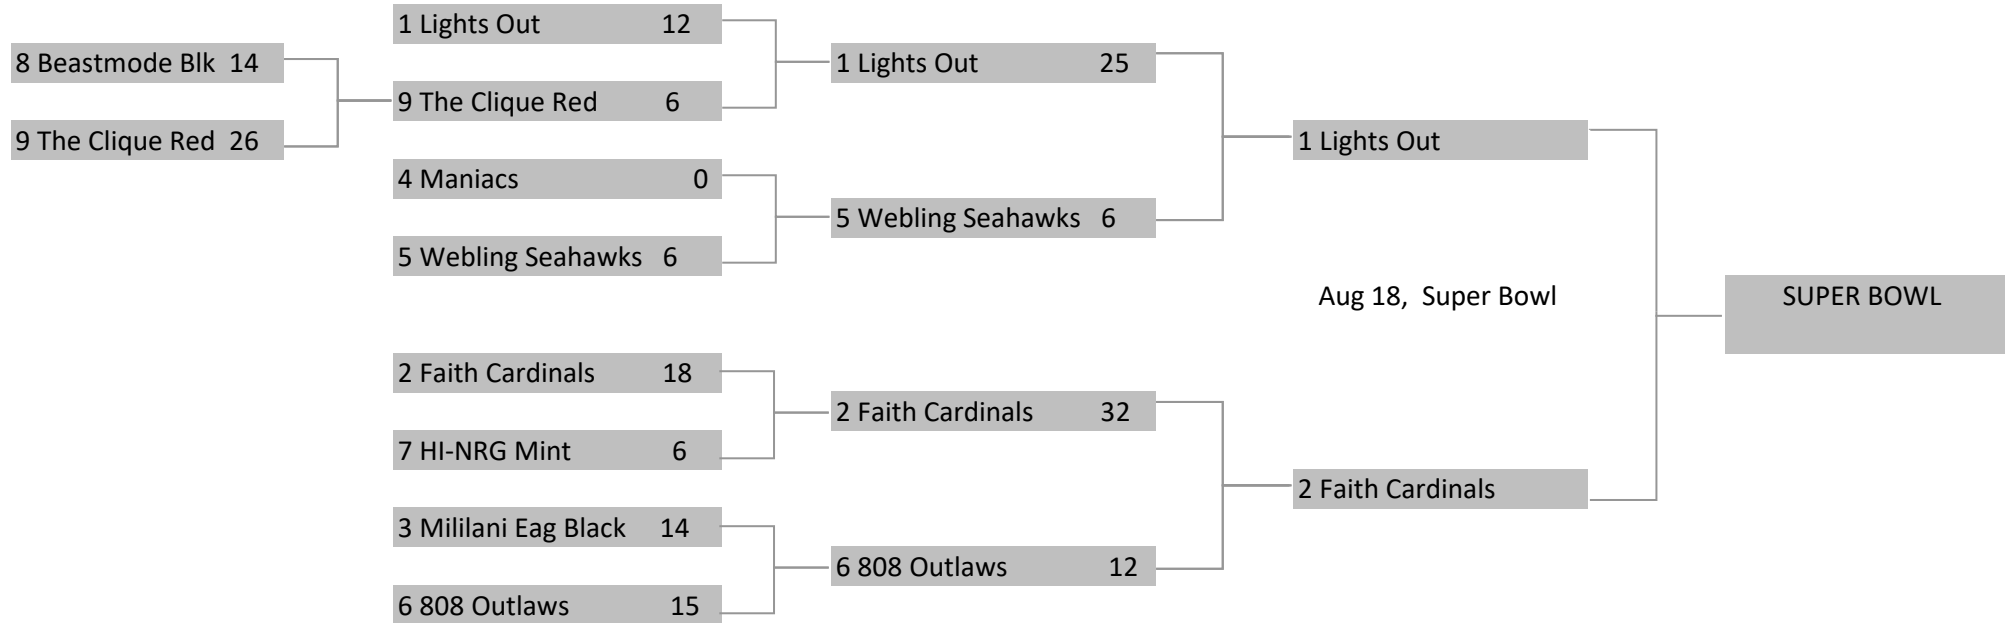 8 Beastmode Blk 14
9 The Clique Red 26
1 Lights Out 12
9 The Clique Red 6
4 Maniacs 0
5 Webling Seahawks 6
2 Faith Cardinals 18
7 HI-NRG Mint 6
3 Mililani Eag Black 14
6 808 Outlaws 15
1 Lights Out 25
5 Webling Seahawks 6
2 Faith Cardinals 32
6 808 Outlaws 12
1 Lights Out
Aug 18, Super Bowl
2 Faith Cardinals
SUPER BOWL